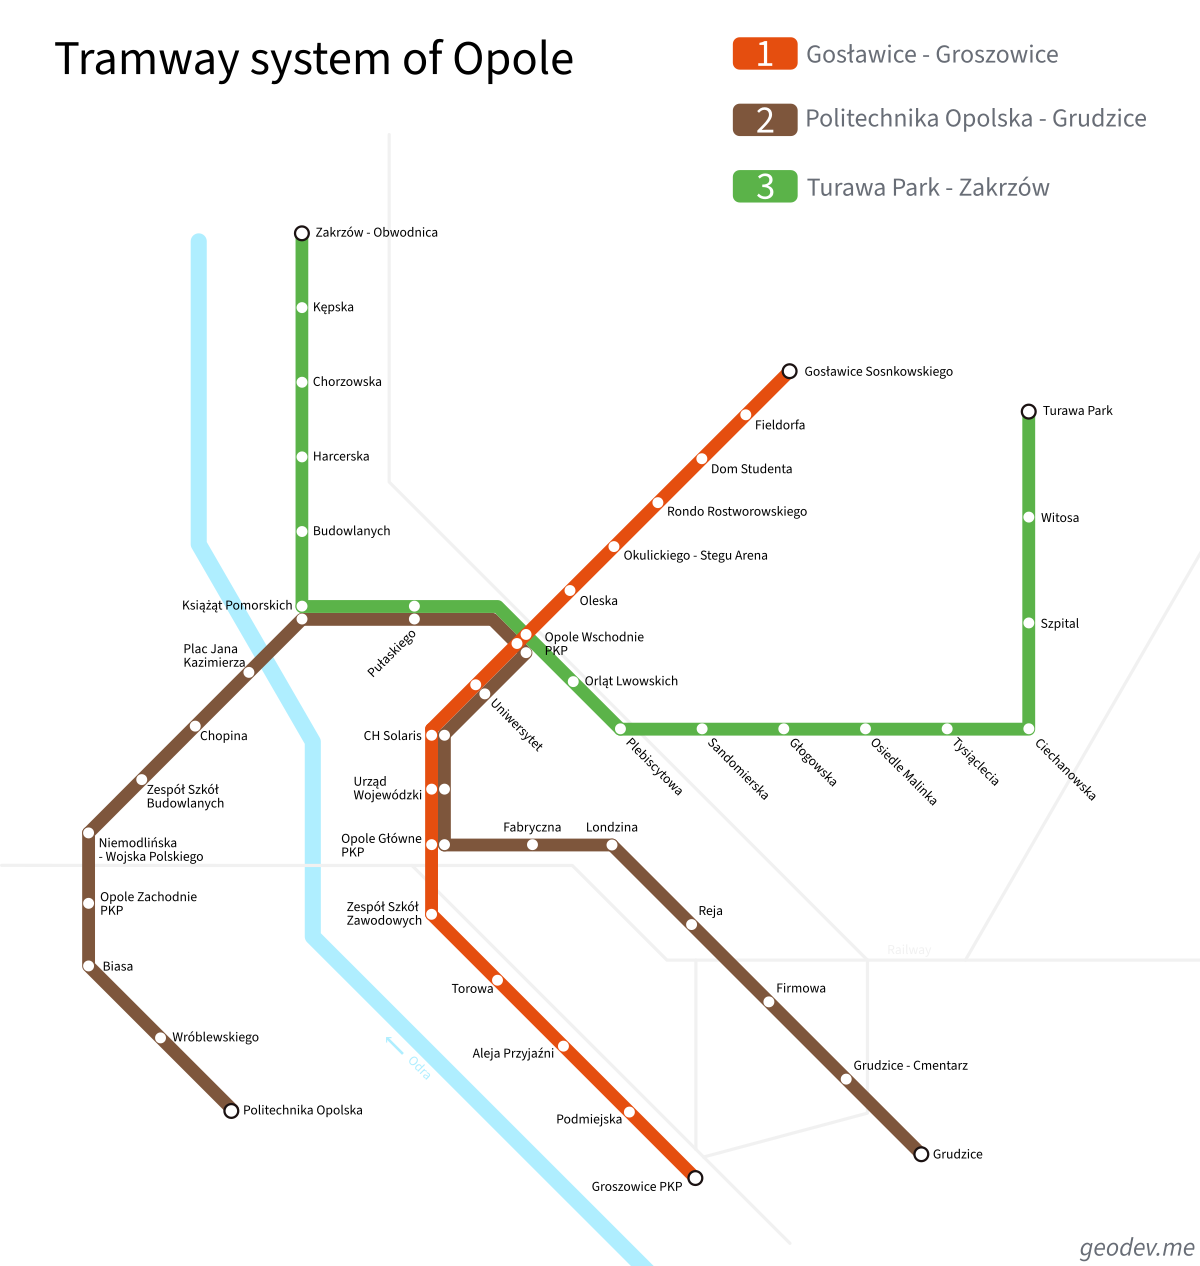 Tramway system of Opole
1 Gosławice - Groszowice
2 Politechnika Opolska - Grudzice
3 Turawa Park - Zakrzów
Zakrzów - Obwodnica
Kępska
Chorzowska
Harcerska
Budowlanych
Książąt Pomorskich
Pułaskiego
Plac Jana
Kazimierza
Chopina
Zespół Szkół
Budowlanych
Niemodlińska
- Wojska Polskiego
Opole Zachodnie
PKP
Biasa
Wróblewskiego
Politechnika Opolska
Gosławice Sosnkowskiego
Fieldorfa
Dom Studenta
Rondo Rostworowskiego
Okulickiego - Stegu Arena
Oleska
Opole Wschodnie
PKP
Uniwersytet
CH Solaris
Urząd
Wojewódzki
Opole Główne
PKP
Zespół Szkół
Zawodowych
Torowa
Aleja Przyjaźni
Podmiejska
Groszowice PKP
Turawa Park
Witosa
Szpital
Ciechanowska
Tysiąclecia
Osiedle Malinka
Głogowska
Sandomierska
Plebiscytowa
Orląt Lwowskich
Fabryczna
Londzina
Reja
Firmowa
Grudzice - Cmentarz
Grudzice
Railway
Odra
geodev.me